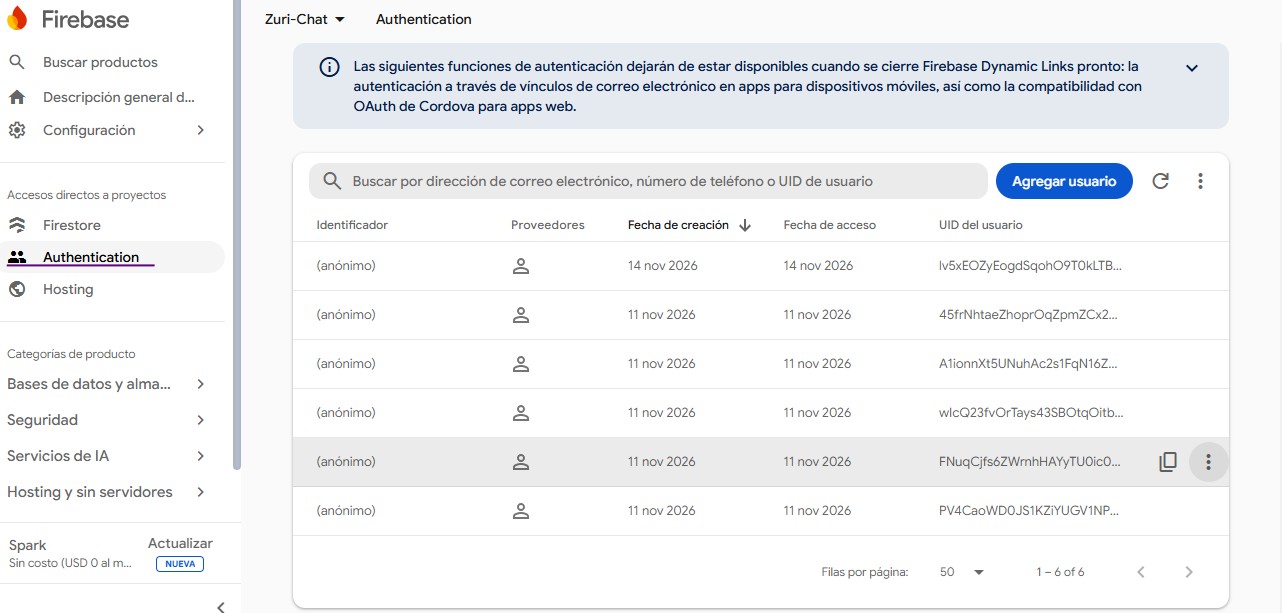 Firebase
Buscar productos
Descripción general d...
Configuración
Accesos directos a proyectos
Firestore
Authentication
Hosting
Categorías de producto
Bases de datos y alma...
Seguridad
Servicios de IA
Hosting y sin servidores
Spark
Sin costo (USD 0 al m...
Actualizar
NUEVA
Zuri-Chat Authentication
Las siguientes funciones de autenticación dejarán de estar disponibles cuando se cierre Firebase Dynamic Links pronto: la
autenticación a través de vínculos de correo electrónico en apps para dispositivos móviles, así como la compatibilidad con
OAuth de Cordova para apps web.
Buscar por dirección de correo electrónico, número de teléfono o UID de usuario Agregar usuario
Identificador Proveedores Fecha de creación Fecha de acceso UID del usuario
(anónimo) 14 nov 2026 14 nov 2026 lv5xEOZyEogdSqohO9T0kLTB...
(anónimo) 11 nov 2026 11 nov 2026 45frNhtaeZhoprOqZpmZCx2...
(anónimo) 11 nov 2026 11 nov 2026 A1ionnXt5UNuhAc2s1FqN16Z...
(anónimo) 11 nov 2026 11 nov 2026 wlcQ23fvOrTays43SBOtqOitb...
(anónimo) 11 nov 2026 11 nov 2026 FNuqCjfs6ZWrnhHAYyTU0ic0...
(anónimo) 11 nov 2026 11 nov 2026 PV4CaoWD0JS1KZiYUGV1NP...
Filas por página: 50 1 – 6 of 6